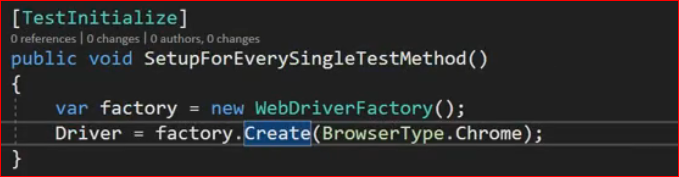 [TestInitialize]
0 references | 0 changes | 0 authors, 0 changes
public void SetupForEverySingleTestMethod()
{
var factory = new WebDriverFactory();
Driver = factory.Create(BrowserType.Chrome);
}